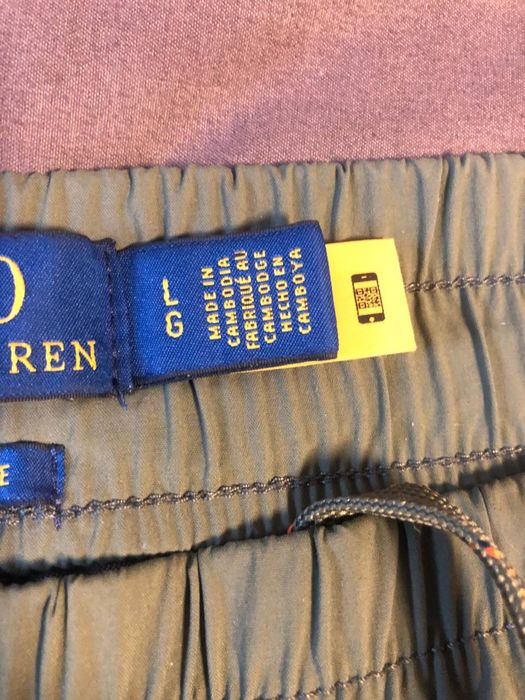 O
REN
E
L
G
MADE IN
CAMBODIA
FABRIQUÉ AU
CAMBODGE
HECHO EN
CAMBOYA